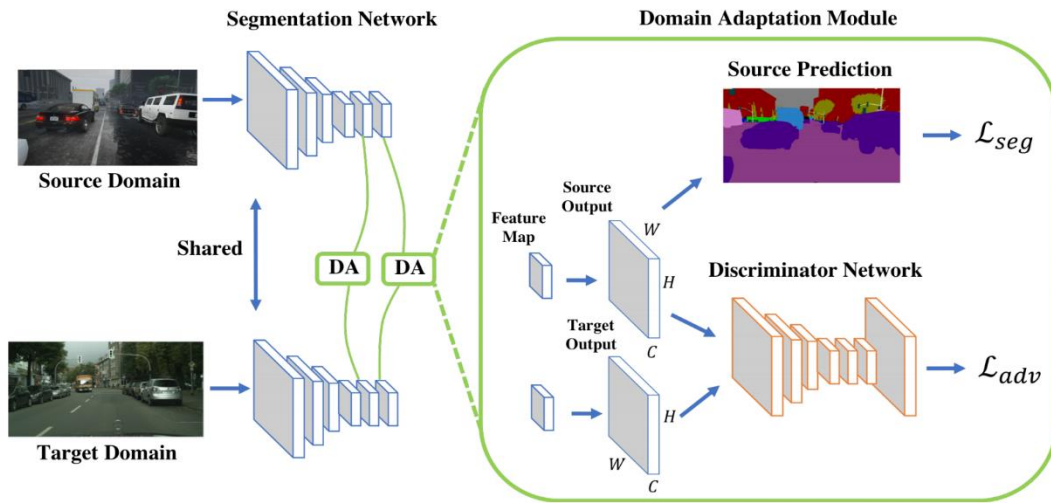 Segmentation Network
Domain Adaptation Module
Source Domain
Shared
Target Domain
DA
DA
Source Prediction
ℒseg
Source
Output
Feature
Map
W
H
C
Discriminator Network
Target
Output
W
H
C
ℒadv